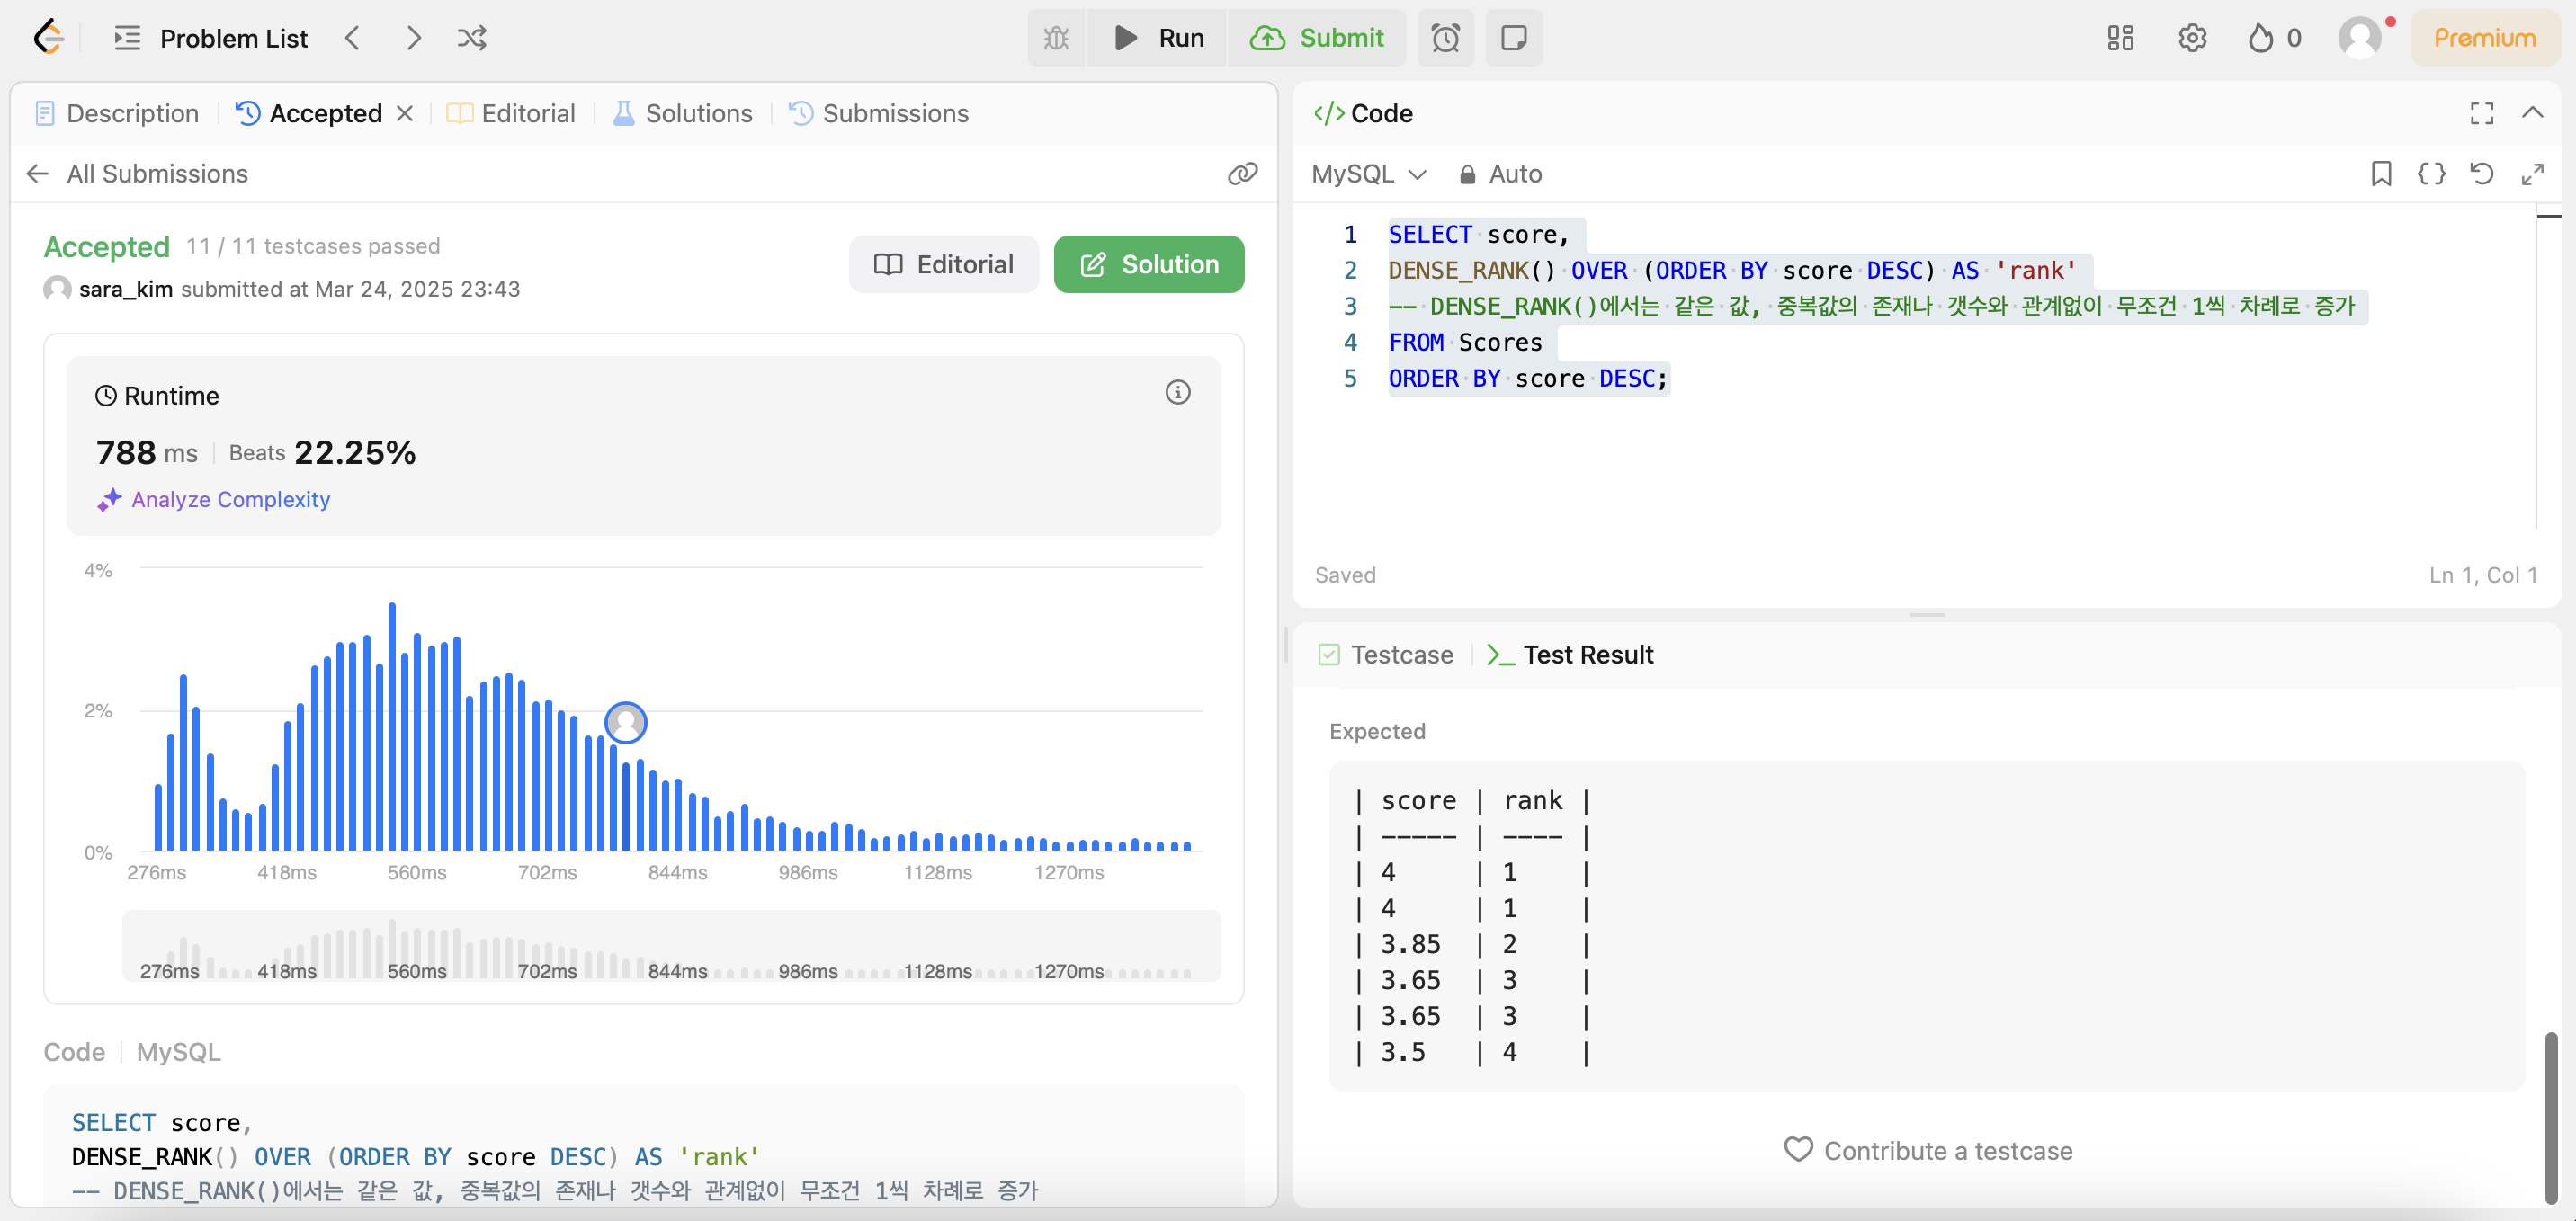 Problem List
Run
Submit
0
Premium
Description
Accepted
Editorial
Solutions
Submissions
All Submissions
Accepted 11 / 11 testcases passed
sara_kim submitted at Mar 24, 2025 23:43
Editorial
Solution
Runtime
788 ms Beats 22.25%
Analyze Complexity
4%
2%
0%
276ms 418ms 560ms 702ms 844ms 986ms 1128ms 1270ms
276ms 418ms 560ms 702ms 844ms 986ms 1128ms 1270ms
Code MySQL
SELECT score,
DENSE_RANK() OVER (ORDER BY score DESC) AS 'rank'
-- DENSE_RANK()에서는 같은 값, 중복값의 존재나 갯수와 관계없이 무조건 1씩 차례로 증가
</> Code
MySQL
Auto
1 SELECT score,
2 DENSE_RANK() OVER (ORDER BY score DESC) AS 'rank'
3 -- DENSE_RANK()에서는 같은 값, 중복값의 존재나 갯수와 관계없이 무조건 1씩 차례로 증가
4 FROM Scores
5 ORDER BY score DESC;
Saved
Ln 1, Col 1
Testcase
>_ Test Result
Expected
| score | rank |
| ----- | ---- |
| 4 | 1 |
| 4 | 1 |
| 3.85 | 2 |
| 3.65 | 3 |
| 3.65 | 3 |
| 3.5 | 4 |
Contribute a testcase